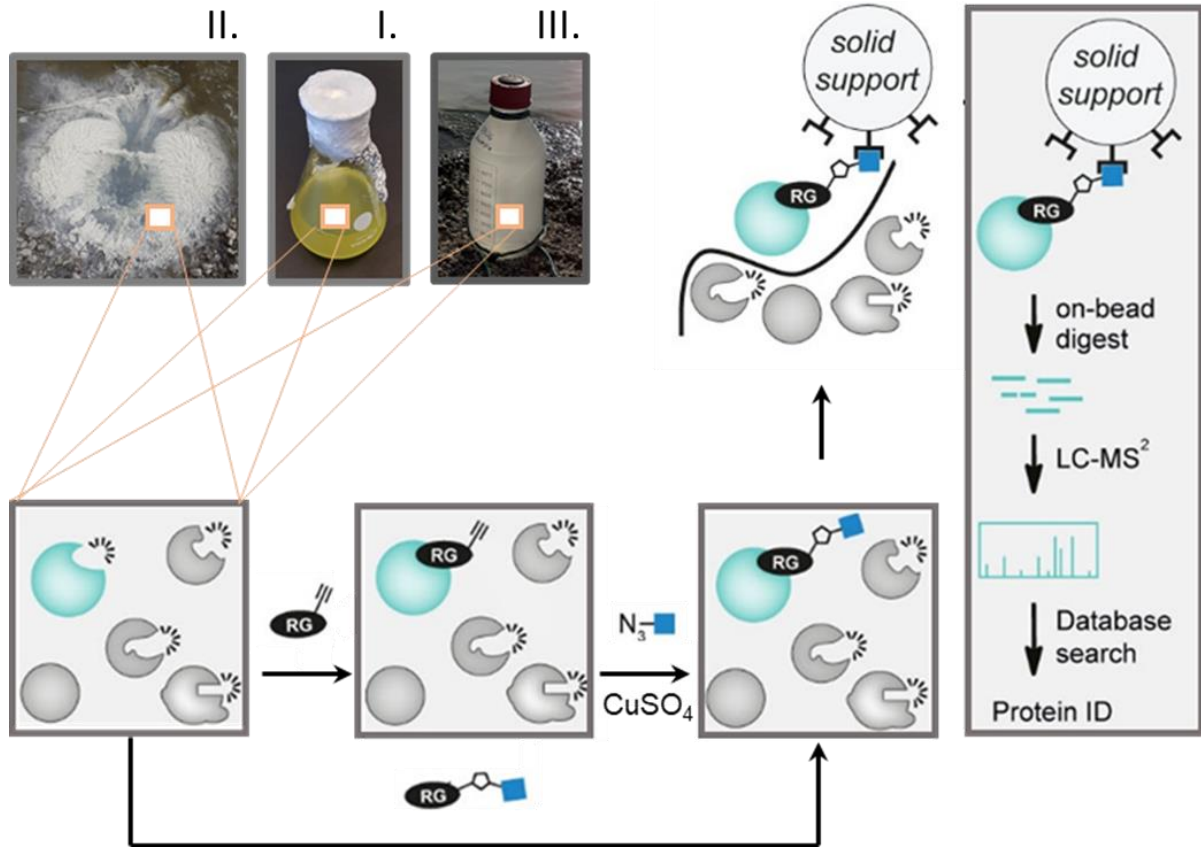 II.
I.
III.
solid
support
RG
solid
support
RG
on-bead
digest
LC-MS²
Database
search
Protein ID
RG
RG
N₃
CuSO₄
RG
RG